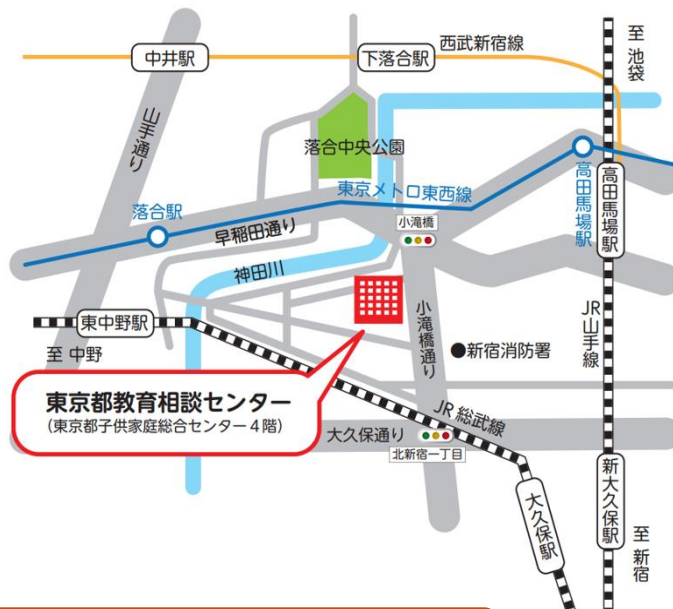 西武新宿線
中井駅
下落合駅
至 池袋
山手通り
落合中央公園
東京メトロ東西線
高田馬場駅
高田馬場駅
落合駅
早稲田通り
小滝橋
神田川
東中野駅
至 中野
小滝橋通り
新宿消防署
JR山手線
東京都教育相談センター
(東京都子供家庭総合センター4階)
JR 総武線
大久保通り
北新宿一丁目
大久保駅
新大久保駅
至 新宿